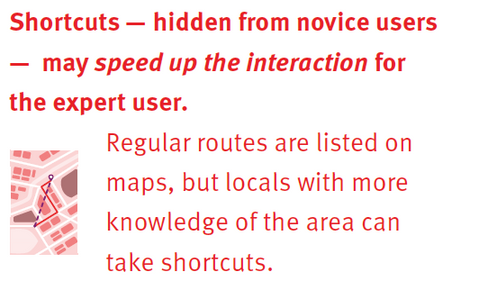 Shortcuts — hidden from novice users
— may speed up the interaction for
the expert user.
Regular routes are listed on
maps, but locals with more
knowledge of the area can
take shortcuts.